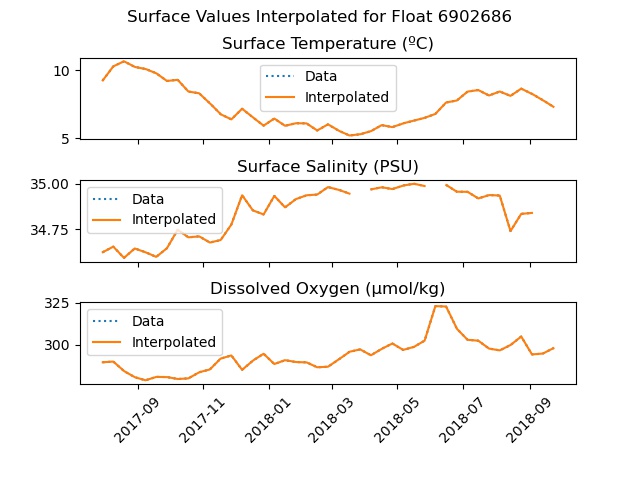 Surface Values Interpolated for Float 6902686
Surface Temperature (ºC)
10
5
Data
Interpolated
Surface Salinity (PSU)
35.00
34.75
Data
Interpolated
Dissolved Oxygen (µmol/kg)
325
300
Data
Interpolated
2017-09
2017-11
2018-01
2018-03
2018-05
2018-07
2018-09